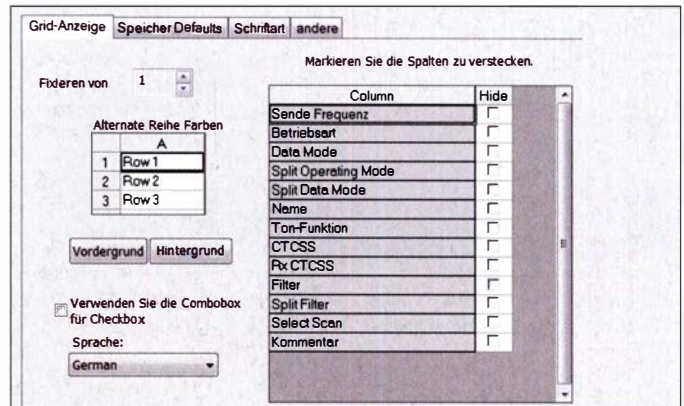 Grid-Anzeige Speicher Defaults Schriftart andere
Fixieren von 1
Alternate Reihe Farben
A
1 Row 1
2 Row 2
3 Row 3
Vordergrund Hintergrund
Verwenden Sie die Combobox
für Checkbox
Sprache:
German
Markieren Sie die Spalten zu verstecken.
Column Hide
Sende Frequenz
Betriebsart
Data Mode
Split Operating Mode
Split Data Mode
Name
Ton-Funktion
CTCSS
Rx CTCSS
Filter
Split Filter
Select Scan
Kommentar